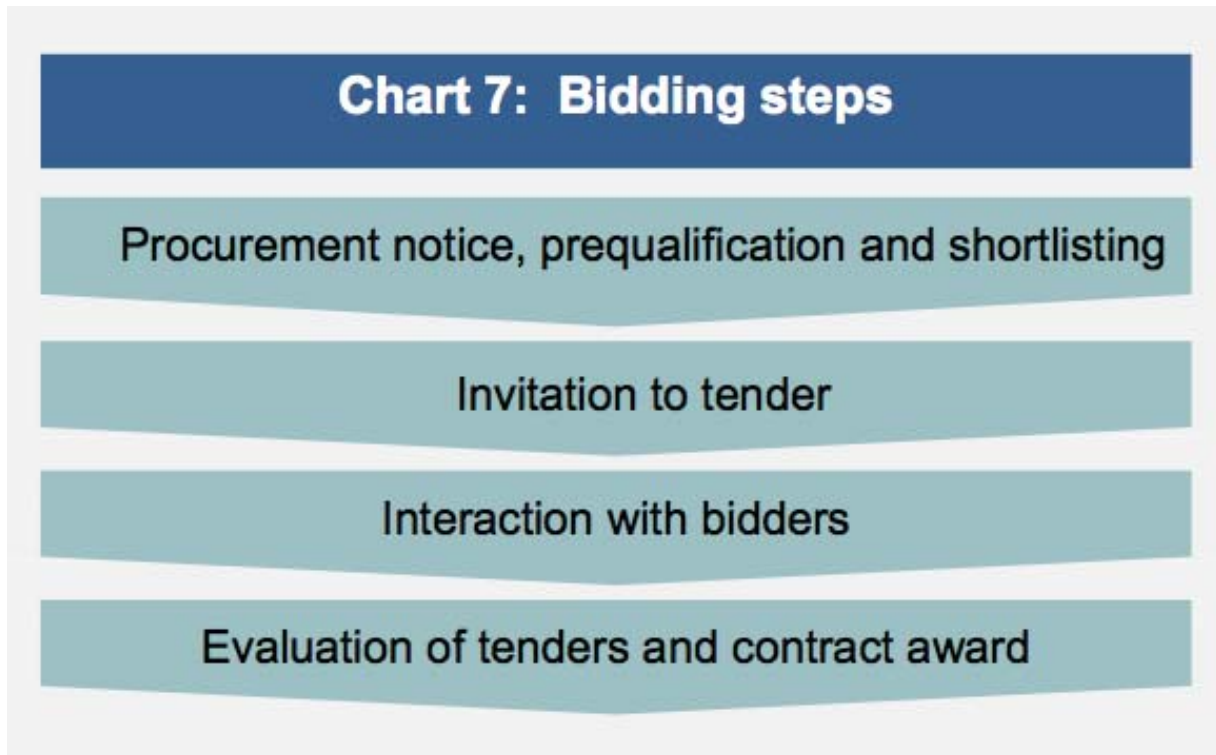 Chart 7: Bidding steps
Procurement notice, prequalification and shortlisting
Invitation to tender
Interaction with bidders
Evaluation of tenders and contract award